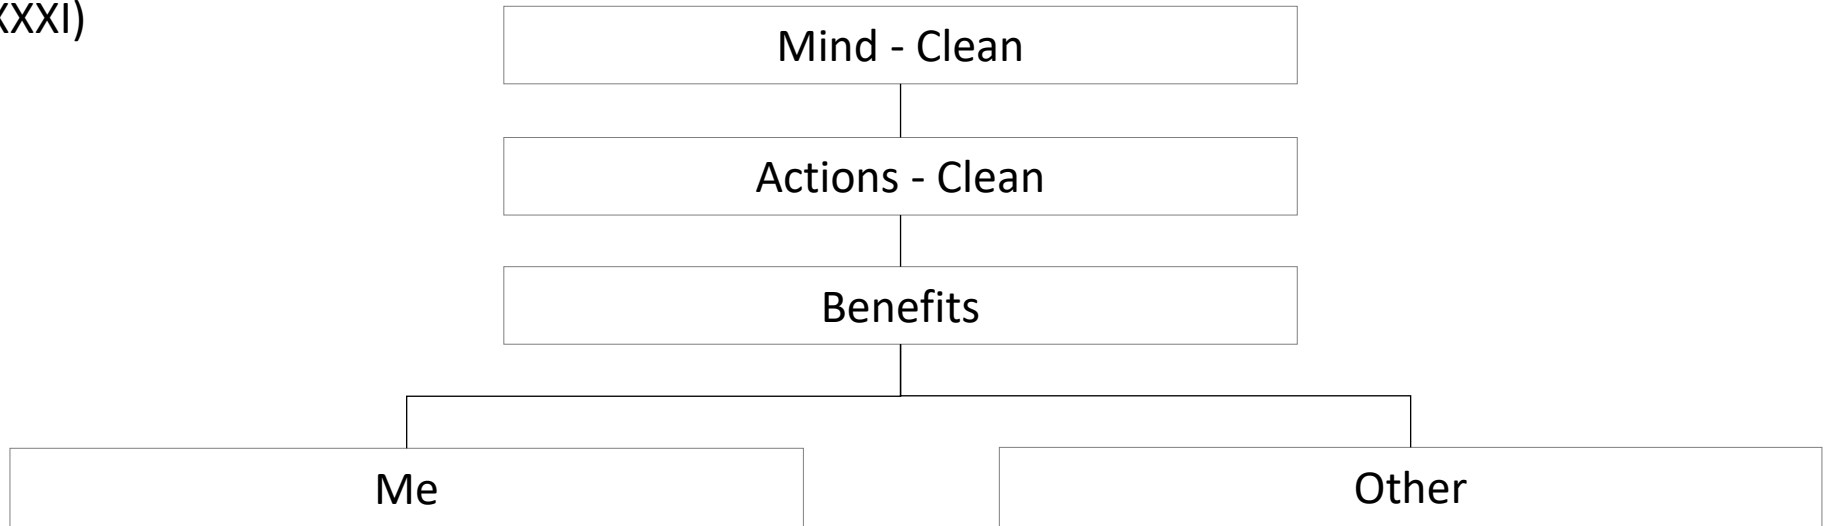 XXXI)
Mind - Clean
Actions - Clean
Benefits
Me
Other